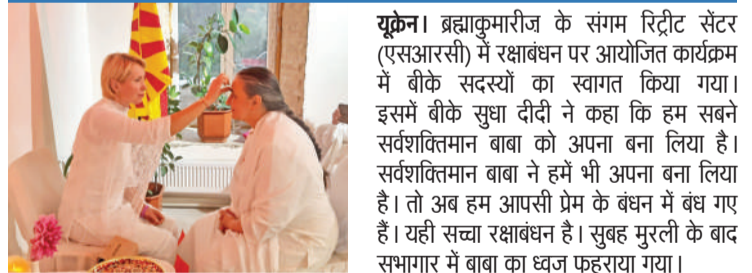 यूक्रेन। ब्रह्माकुमारीज़ के संगम रिट्रीट सेंटर
(एसआरसी) में रक्षाबंधन पर आयोजित कार्यक्रम
में बीके सदस्यों का स्वागत किया गया।
इसमें बीके सुधा दीदी ने कहा कि हम सबने
सर्वशक्तिमान बाबा को अपना बना लिया है।
सर्वशक्तिमान बाबा ने हमें भी अपना बना लिया
है। तो अब हम आपसी प्रेम के बंधन में बंध गए
हैं। यही सच्चा रक्षाबंधन है। सुबह मुरली के बाद
सभागार में बाबा का ध्वज फहराया गया।